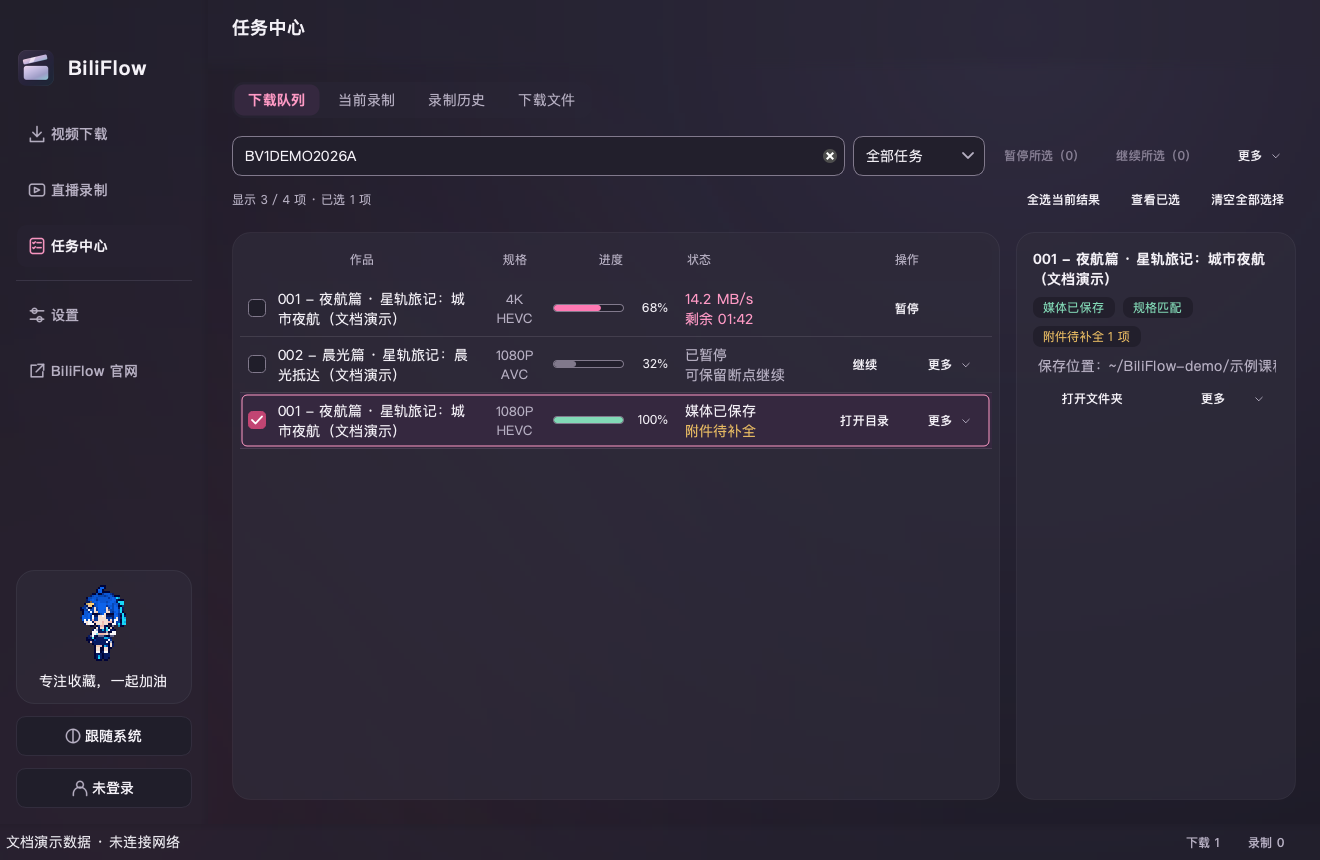 任务中心
BiliFlow
视频下载
直播录制
任务中心
设置
BiliFlow 官网
专注收藏，一起加油
跟随系统
未登录
下载队列 当前录制 录制历史 下载文件
BV1DEMO2026A 全部任务 暂停所选（0） 继续所选（0） 更多
显示 3 / 4 项 · 已选 1 项 全选当前结果 查看已选 清空全部选择
作品 规格 进度 状态 操作
001 – 夜航篇 · 星轨旅记：城
市夜航（文档演示）
4K
HEVC
68%
14.2 MB/s
剩余 01:42
暂停
002 – 晨光篇 · 星轨旅记：晨
光抵达（文档演示）
1080P
AVC
32%
已暂停
可保留断点继续
继续 更多
001 – 夜航篇 · 星轨旅记：城
市夜航（文档演示）
1080P
HEVC
100%
媒体已保存
附件待补全
打开目录 更多
001 – 夜航篇 · 星轨旅记：城市夜航
（文档演示）
媒体已保存 规格匹配
附件待补全 1 项
保存位置：~/BiliFlow-demo/示例课
打开文件夹 更多
文档演示数据 · 未连接网络 下载 1 录制 0